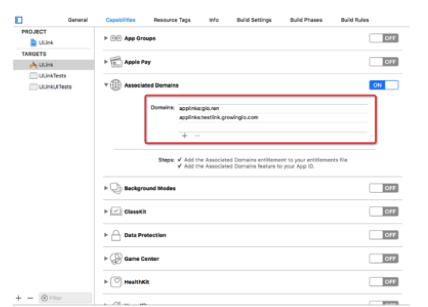 General Capabilities Resource Tags Info Build Settings Build Phases Build Rules
PROJECT
ULink
TARGETS
ULink
ULinkTests
ULinkUITests
App Groups OFF
Apple Pay OFF
Associated Domains ON
Domains: applinks:gio.ren
applinks:testlink.growingio.com
+ −
Steps: ✓ Add the Associated Domains entitlement to your entitlements file
✓ Add the Associated Domains feature to your App ID.
Background Modes OFF
ClassKit OFF
Data Protection OFF
Game Center OFF
HealthKit OFF
+ − Filter